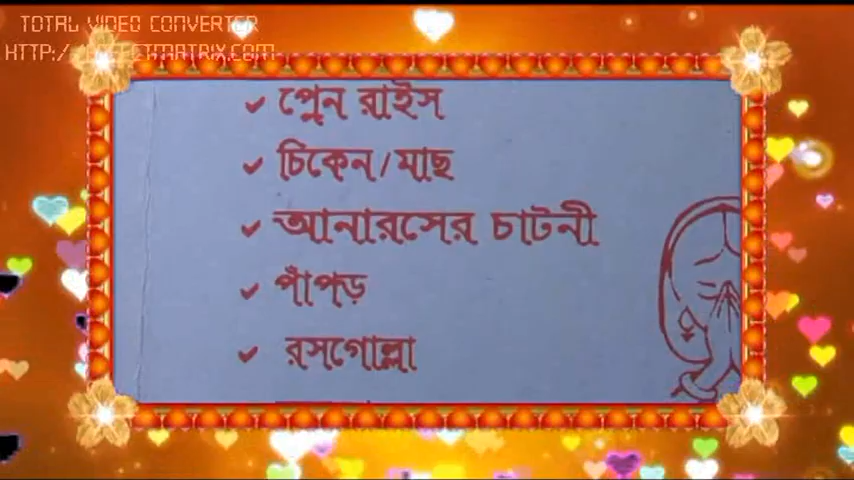 TOTAL VIDEO CONVERTER
প্লেন রাইস
চিকেন/মাছ
আনারসের চাটনী
পাঁপড়
রসগোল্লা